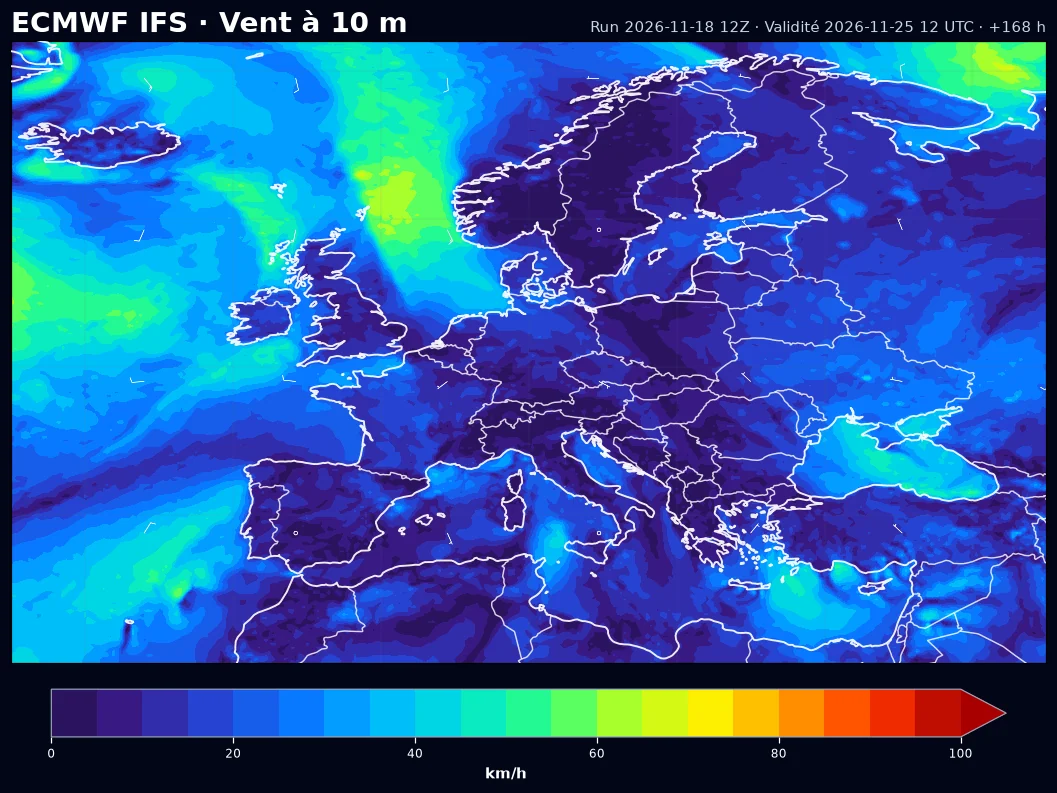 ECMWF IFS · Vent à 10 m
Run 2026-11-18 12Z · Validité 2026-11-25 12 UTC · +168 h
0 20 40 60 80 100
km/h